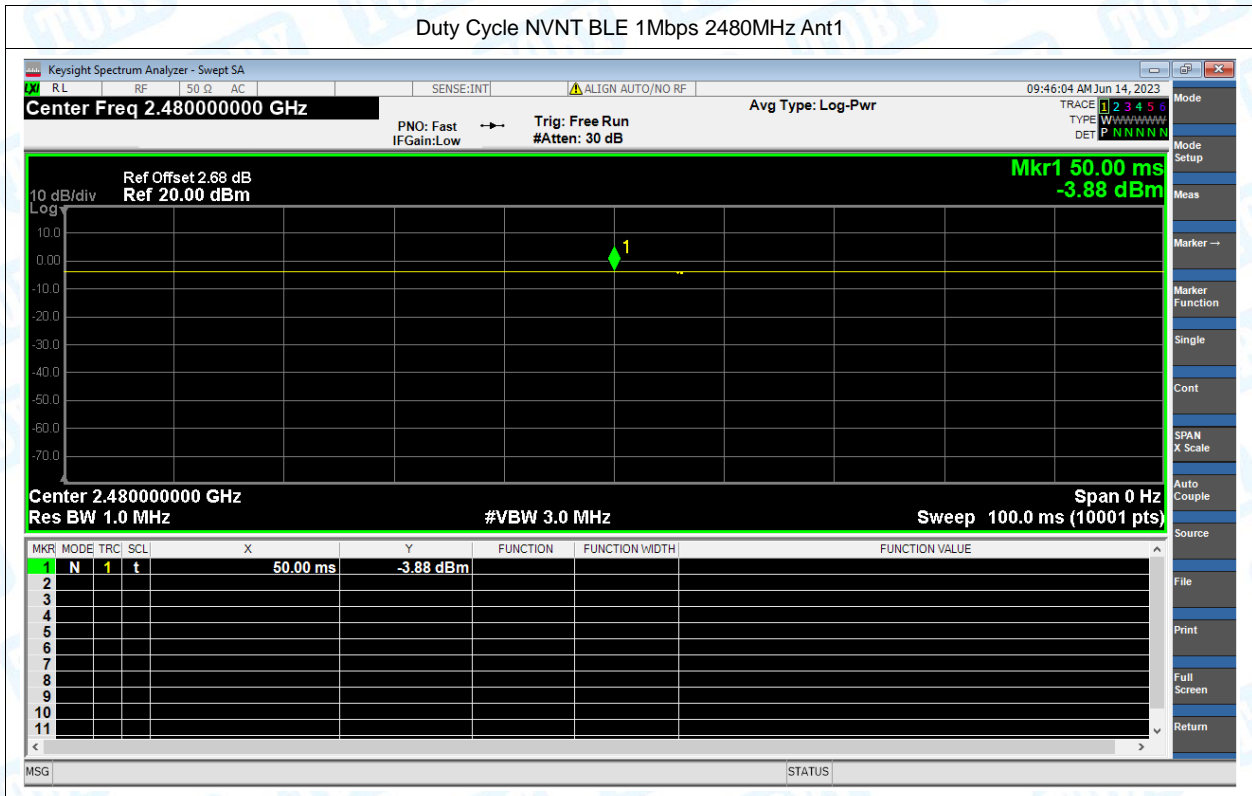 Duty Cycle NVNT BLE 1Mbps 2480MHz Ant1
Keysight Spectrum Analyzer - Swept SA
LXI RL RF 50 Ω AC SENSE:INT ALIGN AUTO/NO RF 09:46:04 AM Jun 14, 2023
Center Freq 2.480000000 GHz
Avg Type: Log-Pwr
PNO: Fast
IFGain:Low
Trig: Free Run
#Atten: 30 dB
TRACE 1 2 3 4 5 6
TYPE WWWWWWW
DET P N N N N N
Ref Offset 2.68 dB
10 dB/div Ref 20.00 dBm
Log
Mkr1 50.00 ms
-3.88 dBm
10.0
0.00
-10.0
-20.0
-30.0
-40.0
-50.0
-60.0
-70.0
1
Center 2.480000000 GHz Span 0 Hz
Res BW 1.0 MHz #VBW 3.0 MHz Sweep 100.0 ms (10001 pts)
MKR MODE TRC SCL X Y FUNCTION FUNCTION WIDTH FUNCTION VALUE
1 N 1 t 50.00 ms -3.88 dBm
2
3
4
5
6
7
8
9
10
11
MSG STATUS
Mode
Mode
Setup
Meas
Marker →
Marker
Function
Single
Cont
SPAN
X Scale
Auto
Couple
Source
File
Print
Full
Screen
Return
TOBY